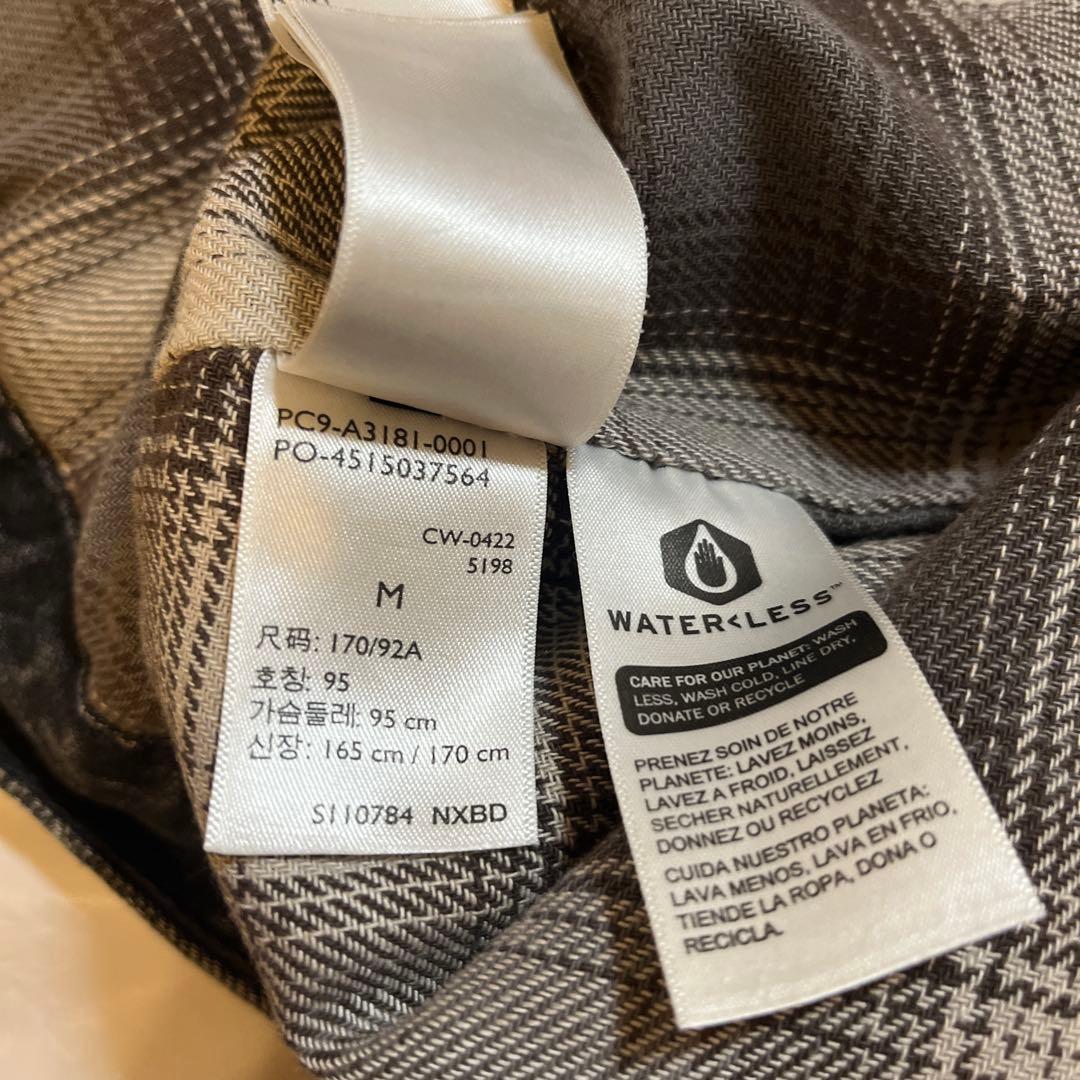 PC9-A3181-0001
PO-4515037564
CW-0422
5198
M
尺码: 170/92A
호칭: 95
가슴둘레: 95 cm
신장: 165 cm / 170 cm
S110784 NXBD
WATER<LESS™
CARE FOR OUR PLANET: WASH
LESS, WASH COLD, LINE DRY,
DONATE OR RECYCLE
PRENEZ SOIN DE NOTRE
PLANETE: LAVEZ MOINS,
LAVEZ A FROID, LAISSEZ
SECHER NATURELLEMENT,
DONNEZ OU RECYCLEZ
CUIDA NUESTRO PLANETA:
LAVA MENOS, LAVA EN FRIO,
TIENDE LA ROPA, DONA O
RECICLA.